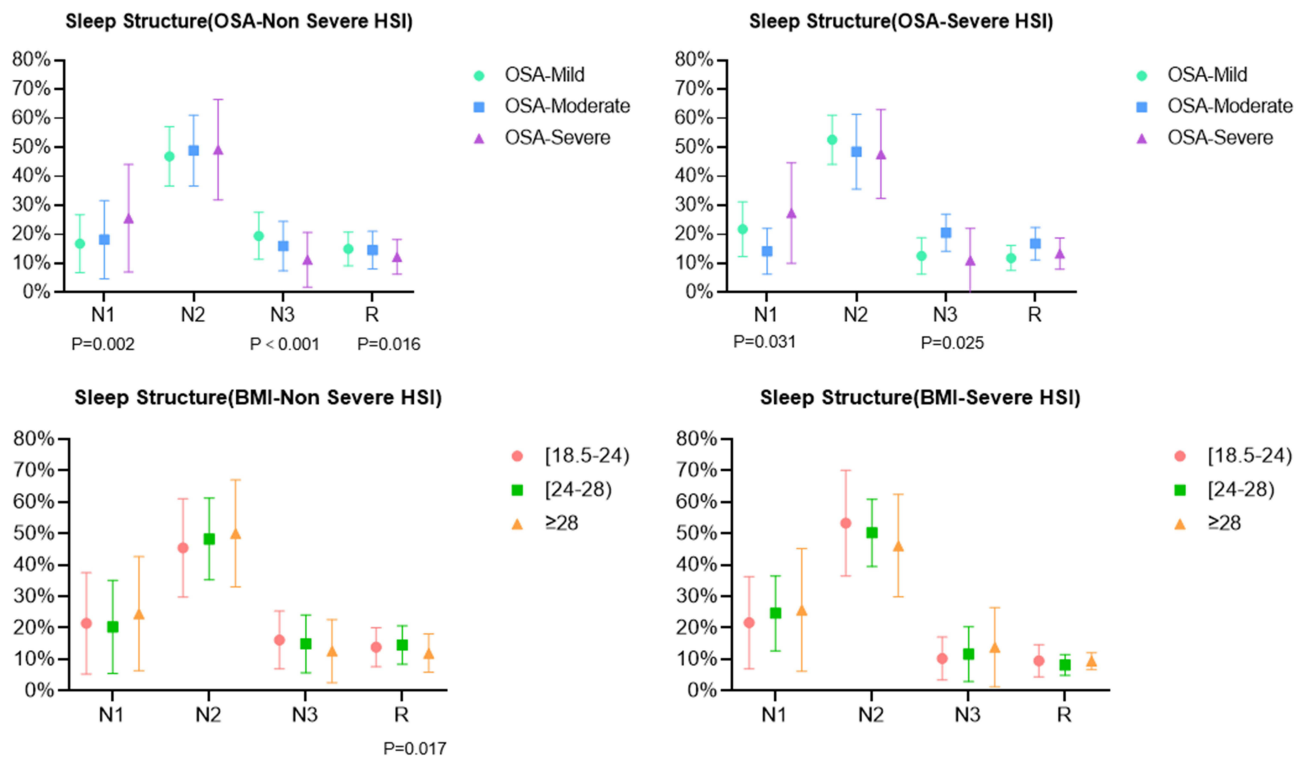 Sleep Structure(OSA-Non Severe HSI)
80%
70%
60%
50%
40%
30%
20%
10%
0%
N1 N2 N3 R
P=0.002 P<0.001 P=0.016
OSA-Mild
OSA-Moderate
OSA-Severe
Sleep Structure(OSA-Severe HSI)
80%
70%
60%
50%
40%
30%
20%
10%
0%
N1 N2 N3 R
P=0.031 P=0.025
OSA-Mild
OSA-Moderate
OSA-Severe
Sleep Structure(BMI-Non Severe HSI)
80%
70%
60%
50%
40%
30%
20%
10%
0%
N1 N2 N3 R
P=0.017
[18.5-24)
[24-28)
≥28
Sleep Structure(BMI-Severe HSI)
80%
70%
60%
50%
40%
30%
20%
10%
0%
N1 N2 N3 R
[18.5-24)
[24-28)
≥28